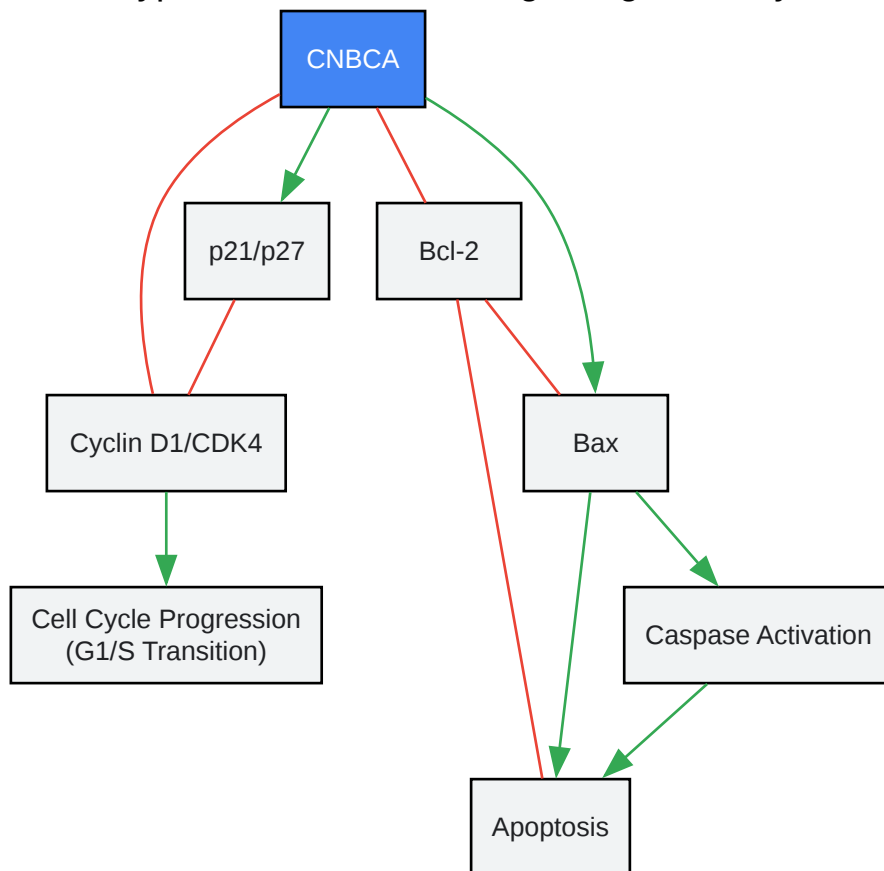 CNBCA
p21/p27
Bcl-2
Cyclin D1/CDK4
Bax
Cell Cycle Progression
(G1/S Transition)
Caspase Activation
Apoptosis